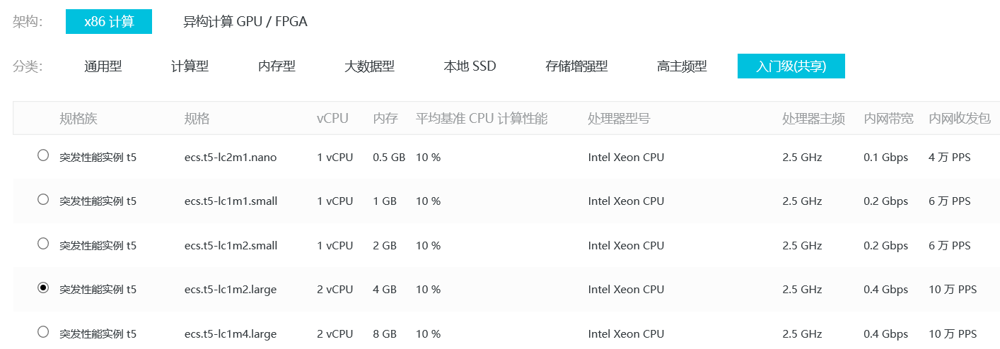 架构： x86 计算 异构计算 GPU / FPGA
分类： 通用型 计算型 内存型 大数据型 本地 SSD 存储增强型 高主频型 入门级(共享)
规格族 规格 vCPU 内存 平均基准 CPU 计算性能 处理器型号 处理器主频 内网带宽 内网收发包
突发性能实例 t5 ecs.t5-lc2m1.nano 1 vCPU 0.5 GB 10 % Intel Xeon CPU 2.5 GHz 0.1 Gbps 4 万 PPS
突发性能实例 t5 ecs.t5-lc1m1.small 1 vCPU 1 GB 10 % Intel Xeon CPU 2.5 GHz 0.2 Gbps 6 万 PPS
突发性能实例 t5 ecs.t5-lc1m2.small 1 vCPU 2 GB 10 % Intel Xeon CPU 2.5 GHz 0.2 Gbps 6 万 PPS
突发性能实例 t5 ecs.t5-lc1m2.large 2 vCPU 4 GB 10 % Intel Xeon CPU 2.5 GHz 0.4 Gbps 10 万 PPS
突发性能实例 t5 ecs.t5-lc1m4.large 2 vCPU 8 GB 10 % Intel Xeon CPU 2.5 GHz 0.4 Gbps 10 万 PPS